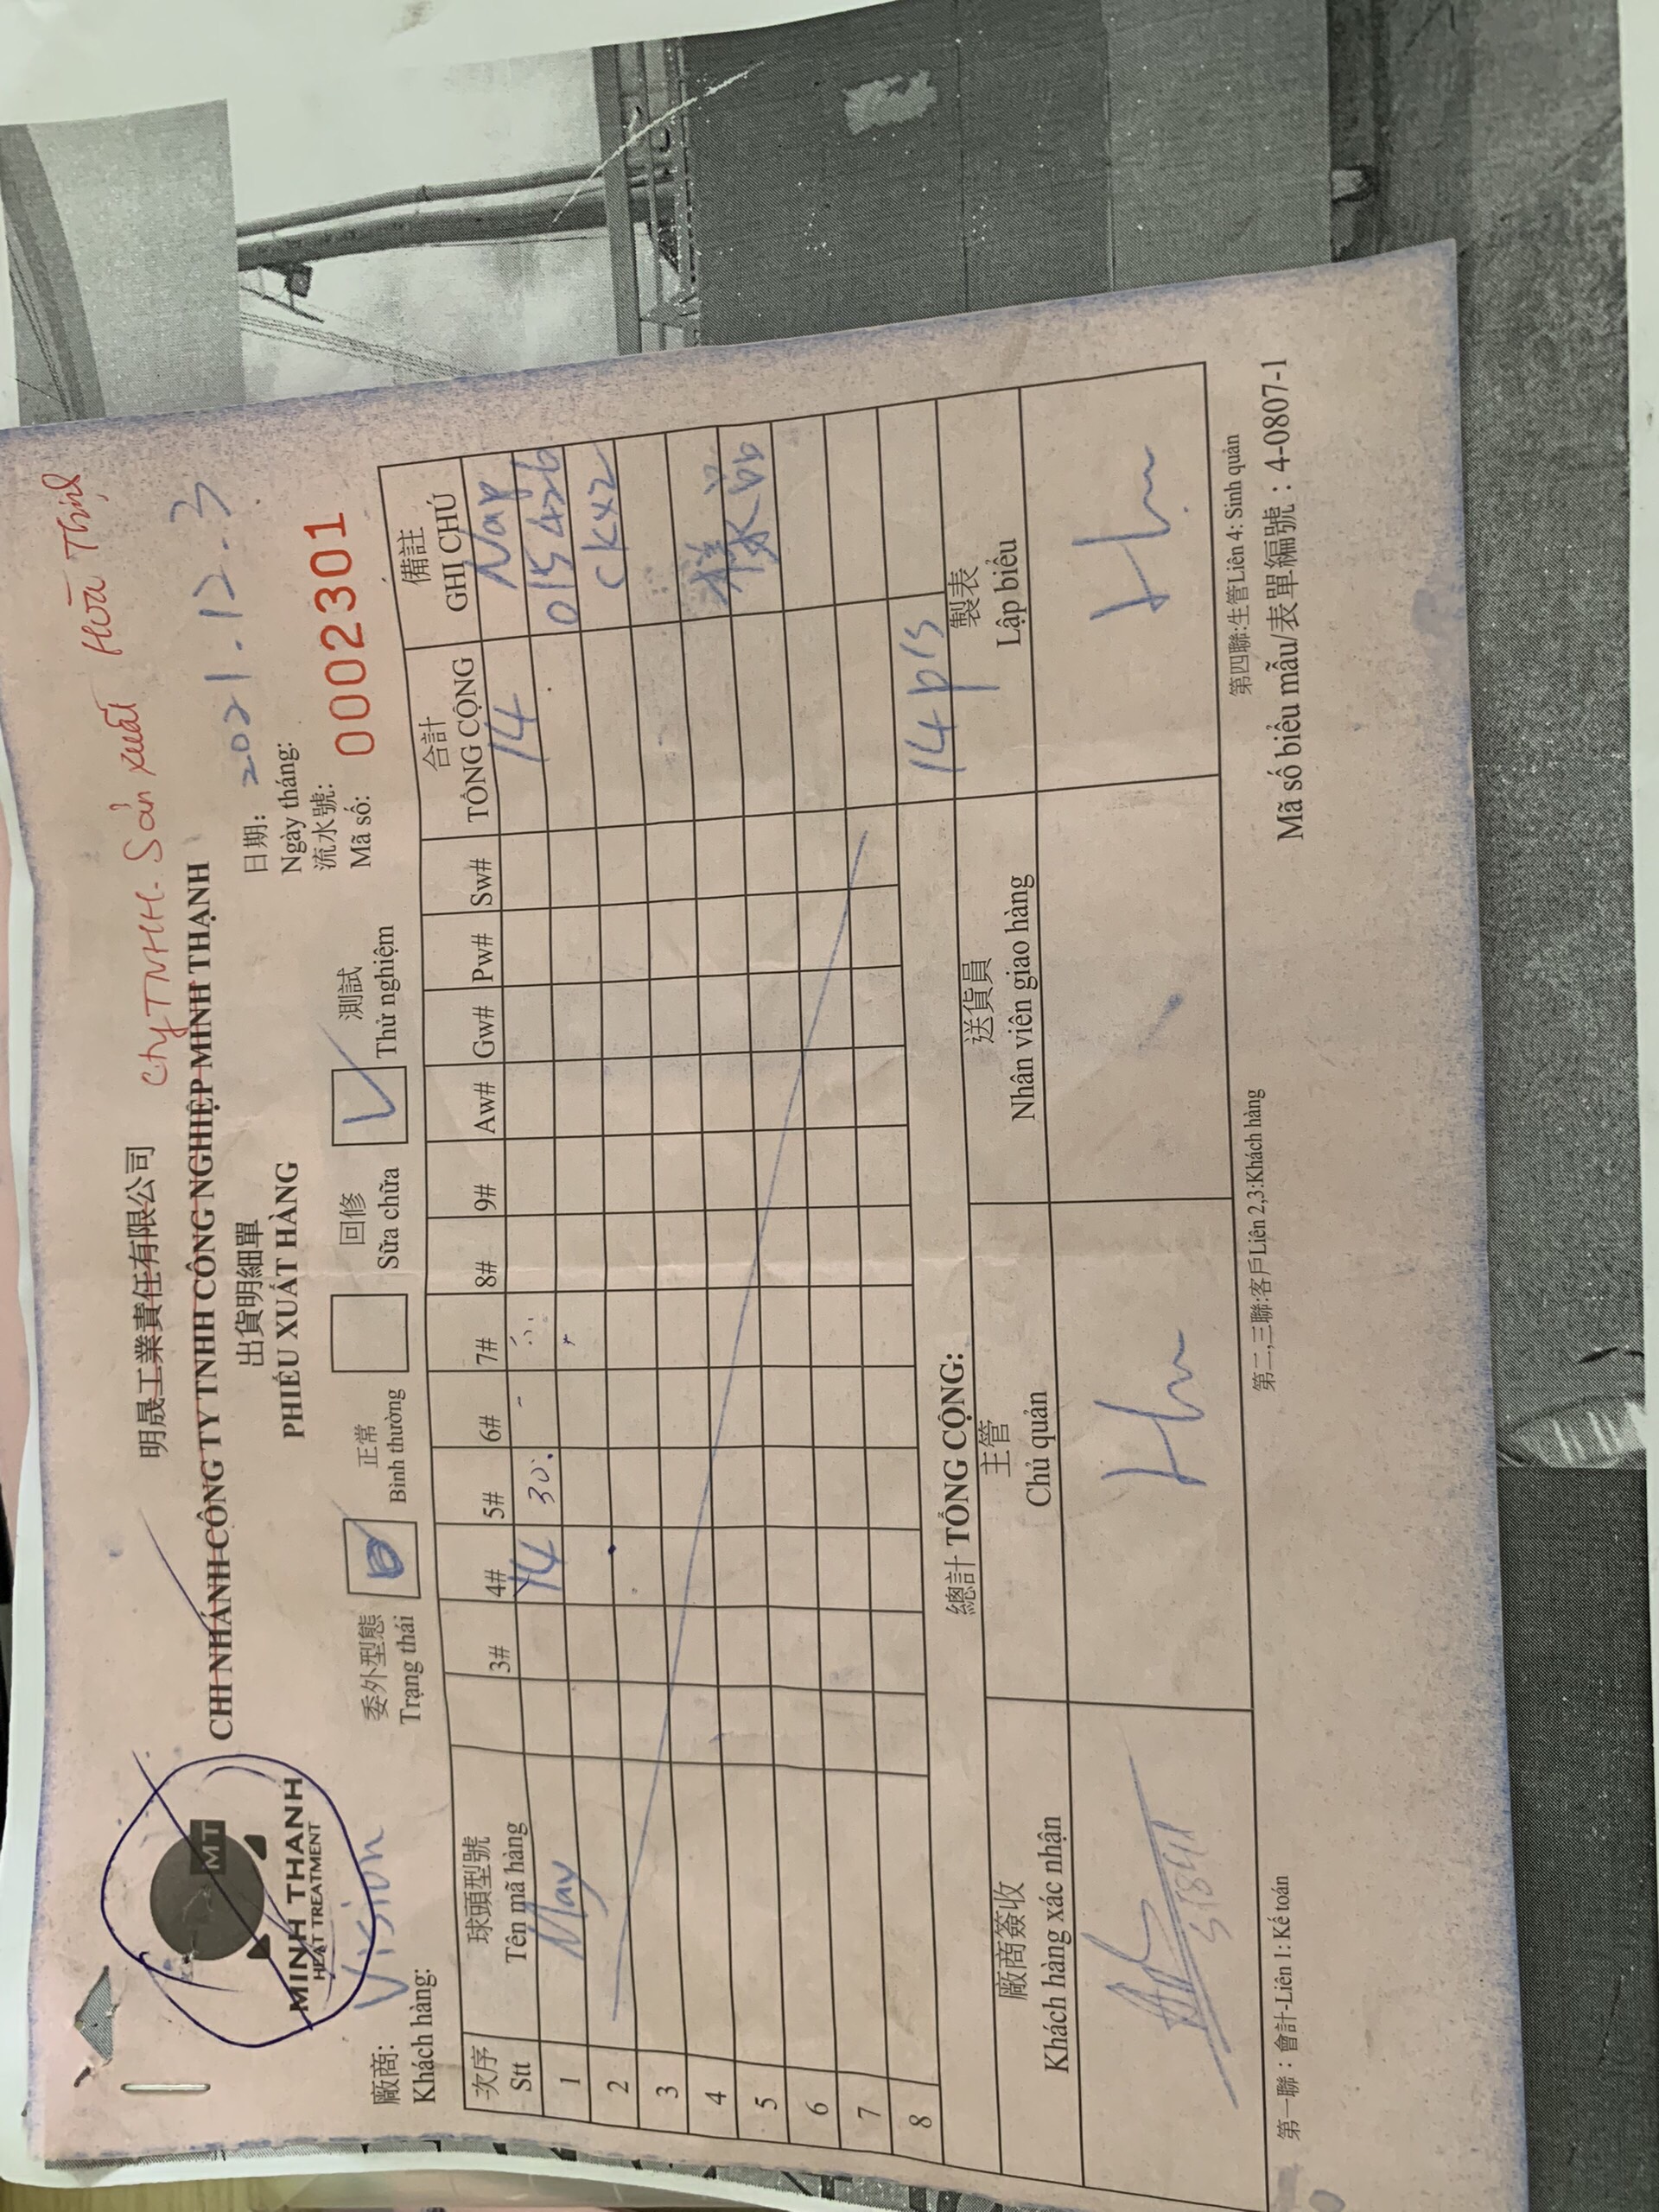 MT
MINH THANH
HEAT TREATMENT
明晟工業責任有限公司
Cty TNHH. Sản xuất Hoà Thịnh
CHI NHÁNH CÔNG TY TNHH CÔNG NGHIỆP MINH THẠNH
出貨明細單
PHIẾU XUẤT HÀNG
日期: 2021.12.3
Ngày tháng:
流水號:
Mã số: 0002301
廠商: Vision
Khách hàng:
委外型態 正常 回修 V 測試
Trạng thái Bình thường Sữa chữa Thử nghiệm
次序 球頭型號 3# 4# 5# 6# 7# 8# 9# Aw# Gw# Pw# Sw# 合計 備註
Stt Tên mã hàng TỔNG CỘNG GHI CHÚ
1 May 14 30. 14 Nap
015426
2 ckx2
3
4
5 樣品
6
7
8
總計 TỔNG CỘNG: 14 pcs
廠商簽收 主管 送貨員 製表
Khách hàng xác nhận Chủ quản Nhân viên giao hàng Lập biểu
第一聯：會計-Liên 1: Kế toán
第二,三聯:客戶Liên 2,3:Khách hàng
第四聯:生管Liên 4: Sinh quản
Mã số biểu mẫu/表單編號：4-0807-1